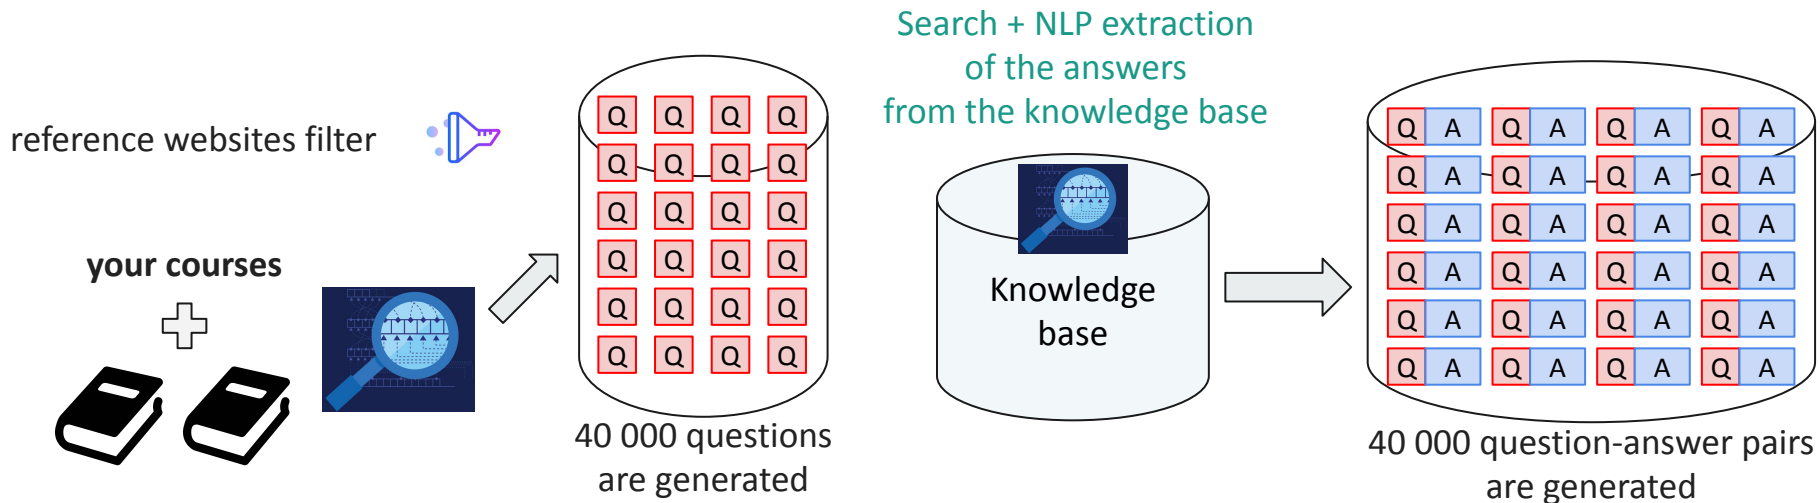 reference websites filter
your courses
Q Q Q Q
Q Q Q Q
Q Q Q Q
Q Q Q Q
Q Q Q Q
Q Q Q Q
40 000 questions
are generated
Search + NLP extraction
of the answers
from the knowledge base
Knowledge
base
Q A Q A Q A Q A
Q A Q A Q A Q A
Q A Q A Q A Q A
Q A Q A Q A Q A
Q A Q A Q A Q A
Q A Q A Q A Q A
40 000 question-answer pairs
are generated